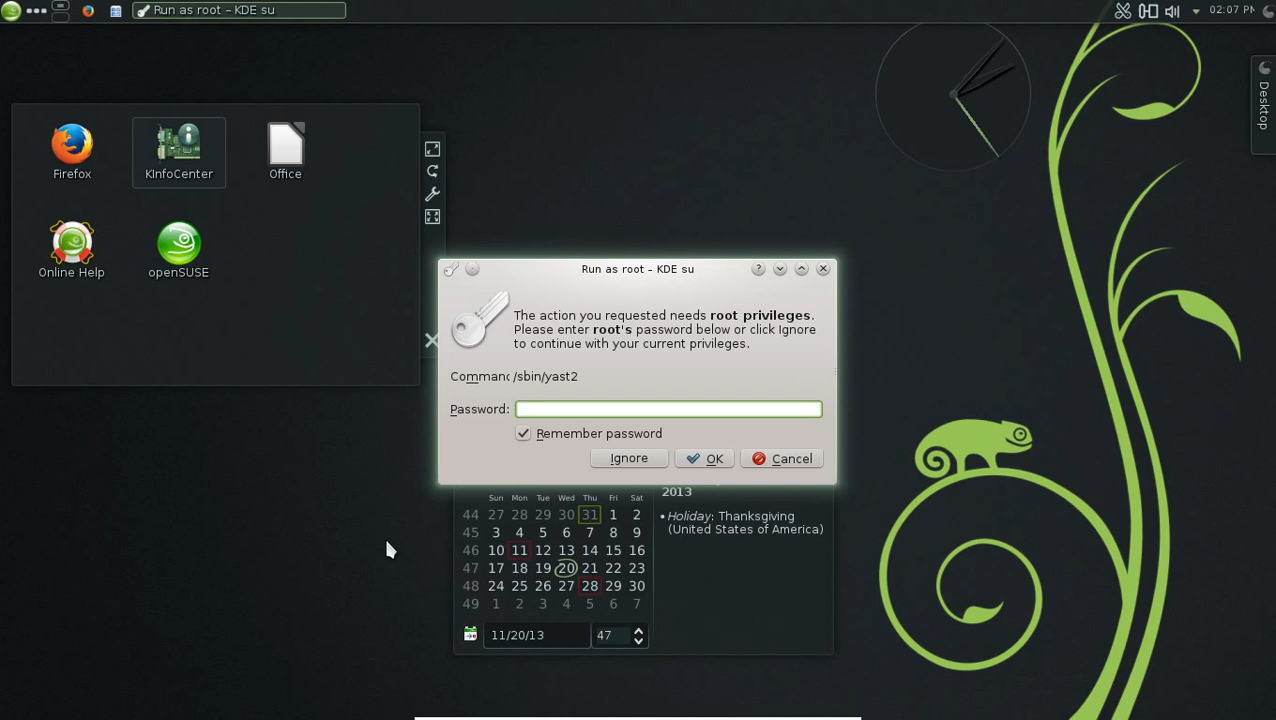 Run as root – KDE su
02:07 PM
Desktop
Firefox
KInfoCenter
Office
Online Help
openSUSE
Run as root – KDE su
The action you requested needs root privileges.
Please enter root's password below or click Ignore
to continue with your current privileges.
Command /sbin/yast2
Password:
Remember password
Ignore
OK
Cancel
2013
Sun Mon Tue Wed Thu Fri Sat
44 27 28 29 30 31 1 2
45 3 4 5 6 7 8 9
46 10 11 12 13 14 15 16
47 17 18 19 20 21 22 23
48 24 25 26 27 28 29 30
49 1 2 3 4 5 6 7
• Holiday: Thanksgiving
(United States of America)
11/20/13
47